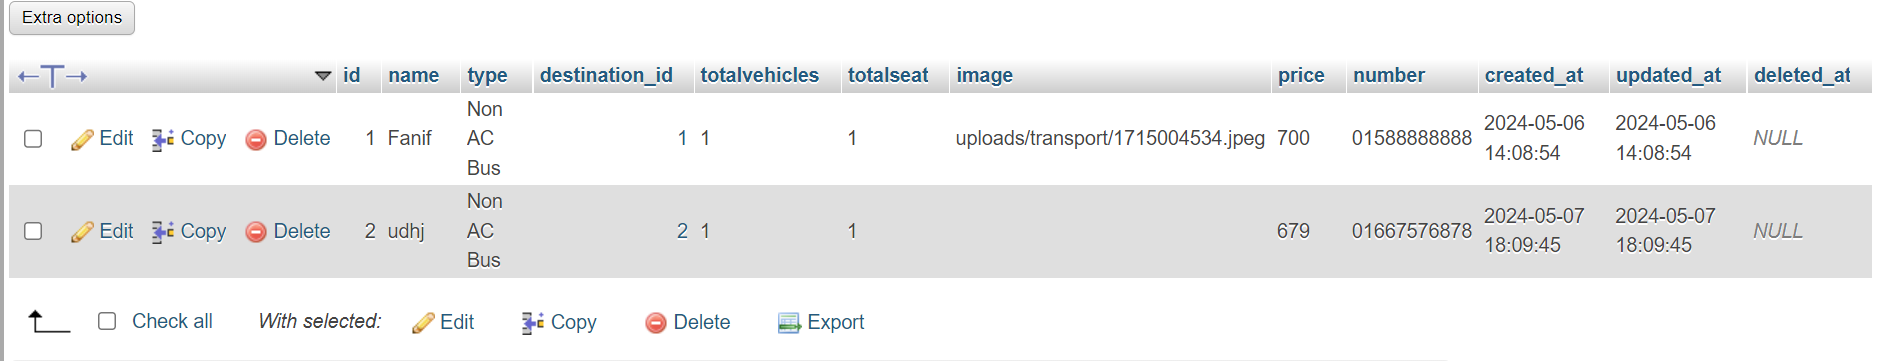 Extra options
id name type destination_id totalvehicles totalseat image price number created_at updated_at deleted_at
Edit Copy Delete 1 Fanif Non AC Bus 1 1 1 uploads/transport/1715004534.jpeg 700 01588888888 2024-05-06 14:08:54 2024-05-06 14:08:54 NULL
Edit Copy Delete 2 udhj Non AC Bus 2 1 1 679 01667576878 2024-05-07 18:09:45 2024-05-07 18:09:45 NULL
Check all With selected: Edit Copy Delete Export